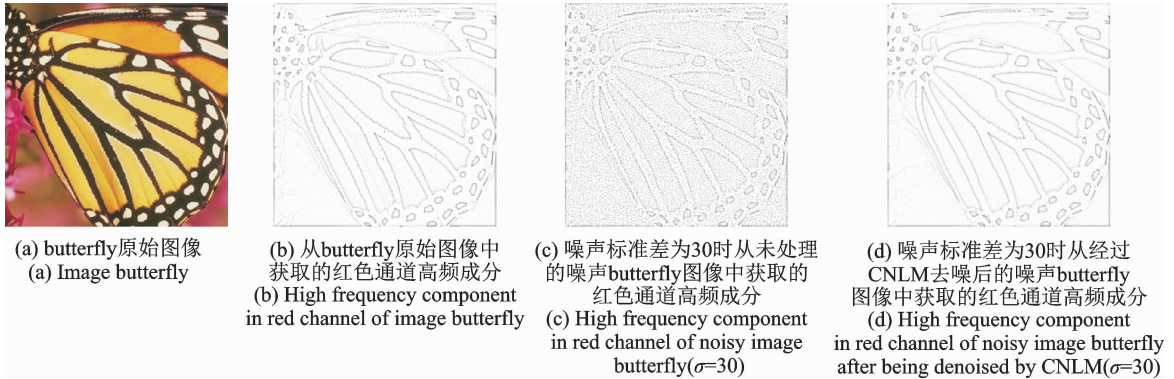 (a) butterfly原始图像
(a) Image butterfly
(b) 从butterfly原始图像中
获取的红色通道高频成分
(b) High frequency component
in red channel of image butterfly
(c) 噪声标准差为30时从未处理
的噪声butterfly图像中获取的
红色通道高频成分
(c) High frequency component
in red channel of noisy image
butterfly(σ=30)
(d) 噪声标准差为30时从经过
CNLM去噪后的噪声butterfly
图像中获取的红色通道高频成分
(d) High frequency component
in red channel of noisy image butterfly
after being denoised by CNLM(σ=30)